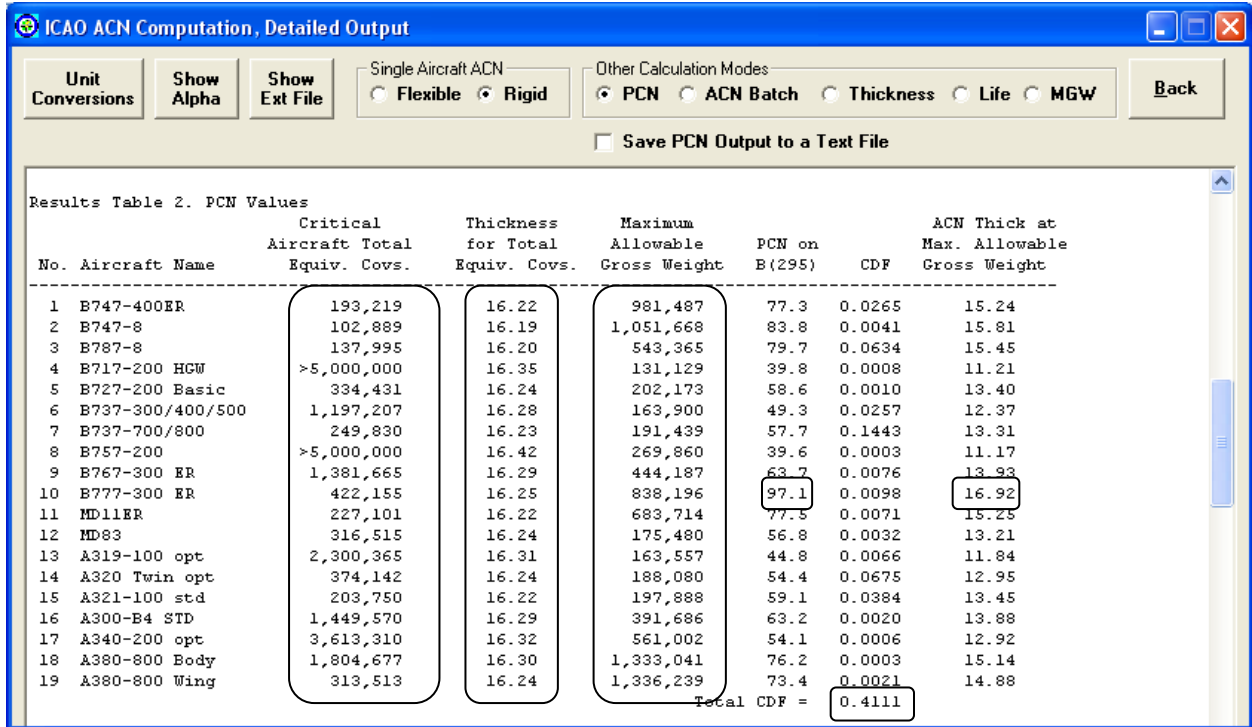 ICAO ACN Computation, Detailed Output
Unit Conversions
Show Alpha
Show Ext File
Single Aircraft ACN
Flexible Rigid
Other Calculation Modes
PCN ACN Batch Thickness Life MGW
Back
Save PCN Output to a Text File
Results Table 2. PCN Values
Critical Thickness Maximum ACN Thick at
Aircraft Total for Total Allowable PCN on Max. Allowable
No. Aircraft Name Equiv. Covs. Equiv. Covs. Gross Weight B(295) CDF Gross Weight
1 B747-400ER 193,219 16.22 981,487 77.3 0.0265 15.24
2 B747-8 102,889 16.19 1,051,668 83.8 0.0041 15.81
3 B787-8 137,995 16.20 543,365 79.7 0.0634 15.45
4 B717-200 HGW >5,000,000 16.35 131,129 39.8 0.0008 11.21
5 B727-200 Basic 334,431 16.24 202,173 58.6 0.0010 13.40
6 B737-300/400/500 1,197,207 16.28 163,900 49.3 0.0257 12.37
7 B737-700/800 249,830 16.23 191,439 57.7 0.1443 13.31
8 B757-200 >5,000,000 16.42 269,860 39.6 0.0003 11.17
9 B767-300 ER 1,381,665 16.29 444,187 63.7 0.0076 13.93
10 B777-300 ER 422,155 16.25 838,196 97.1 0.0098 16.92
11 MD11ER 227,101 16.22 683,714 77.5 0.0071 15.25
12 MD83 316,515 16.24 175,480 56.8 0.0032 13.21
13 A319-100 opt 2,300,365 16.31 163,557 44.8 0.0066 11.84
14 A320 Twin opt 374,142 16.24 188,080 54.4 0.0675 12.95
15 A321-100 std 203,750 16.22 197,888 59.1 0.0384 13.45
16 A300-B4 STD 1,449,570 16.29 391,686 63.2 0.0020 13.88
17 A340-200 opt 3,613,310 16.32 561,002 54.1 0.0006 12.92
18 A380-800 Body 1,804,677 16.30 1,333,041 76.2 0.0003 15.14
19 A380-800 Wing 313,513 16.24 1,336,239 73.4 0.0021 14.88
Total CDF = 0.4111